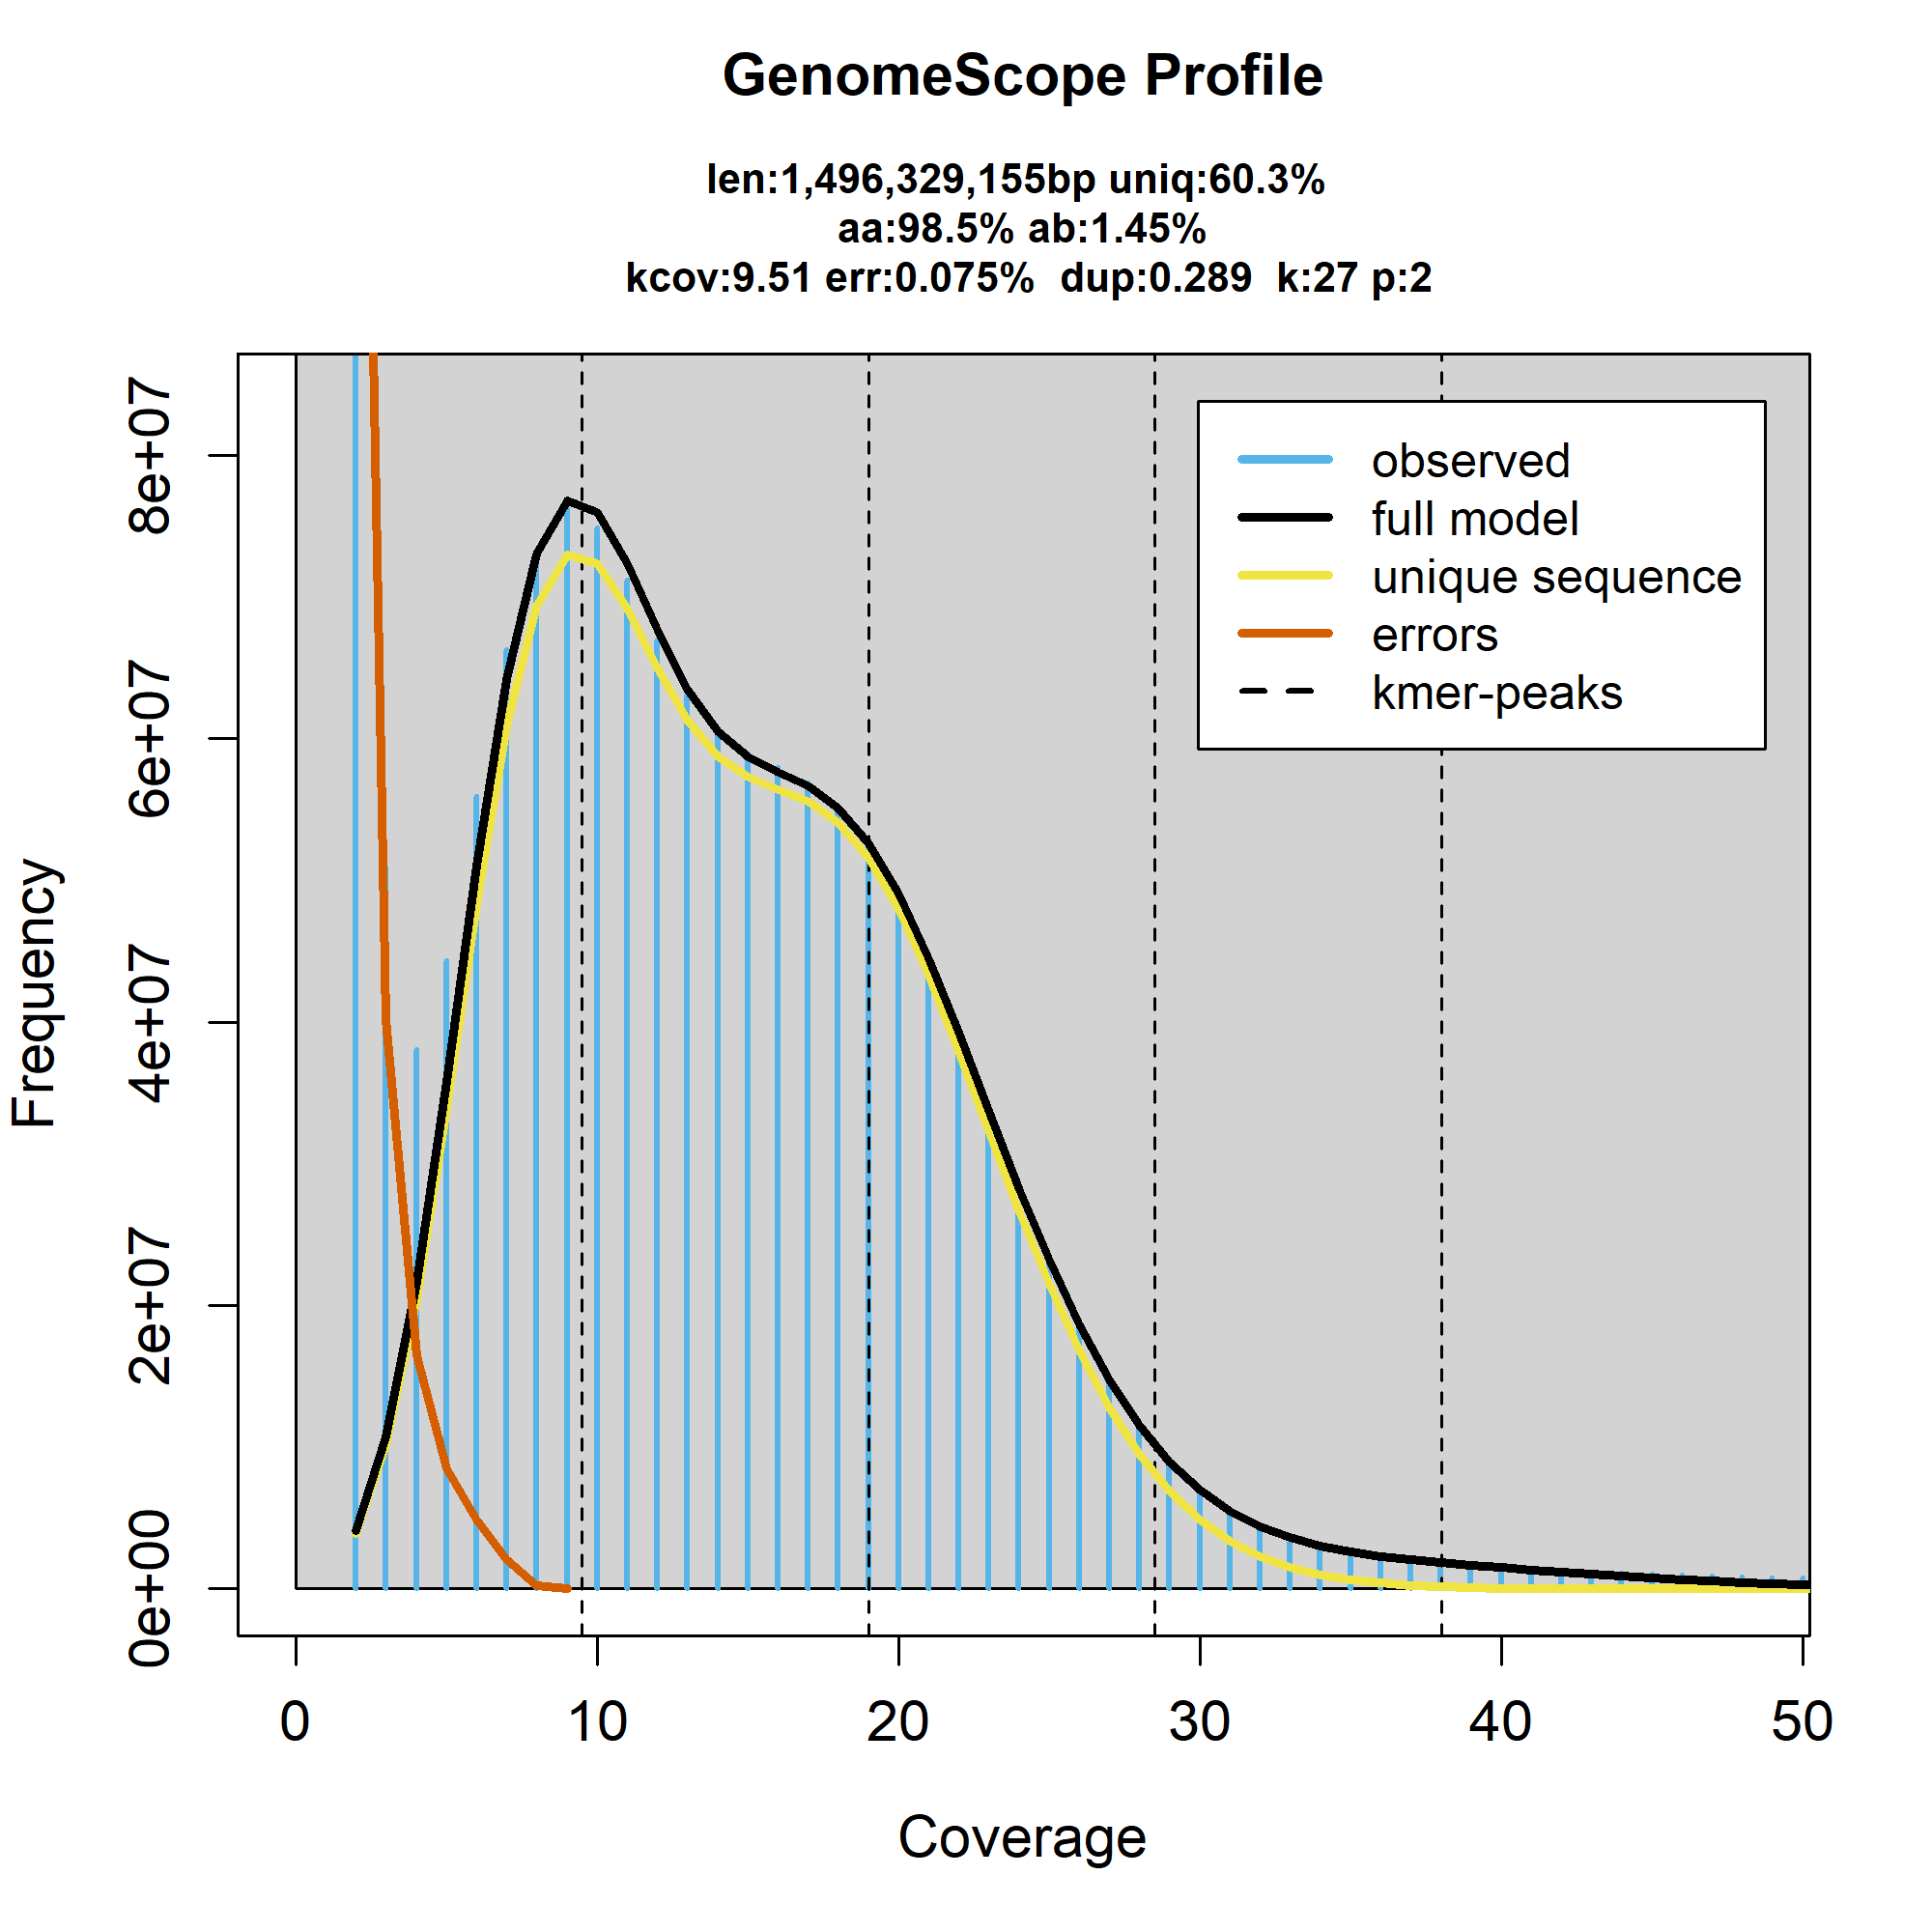 GenomeScope Profile
len:1,496,329,155bp uniq:60.3%
aa:98.5% ab:1.45%
kcov:9.51 err:0.075%  dup:0.289  k:27 p:2
observed
full model
unique sequence
errors
kmer-peaks
Frequency
8e+07
6e+07
4e+07
2e+07
0e+00
0 10 20 30 40 50
Coverage